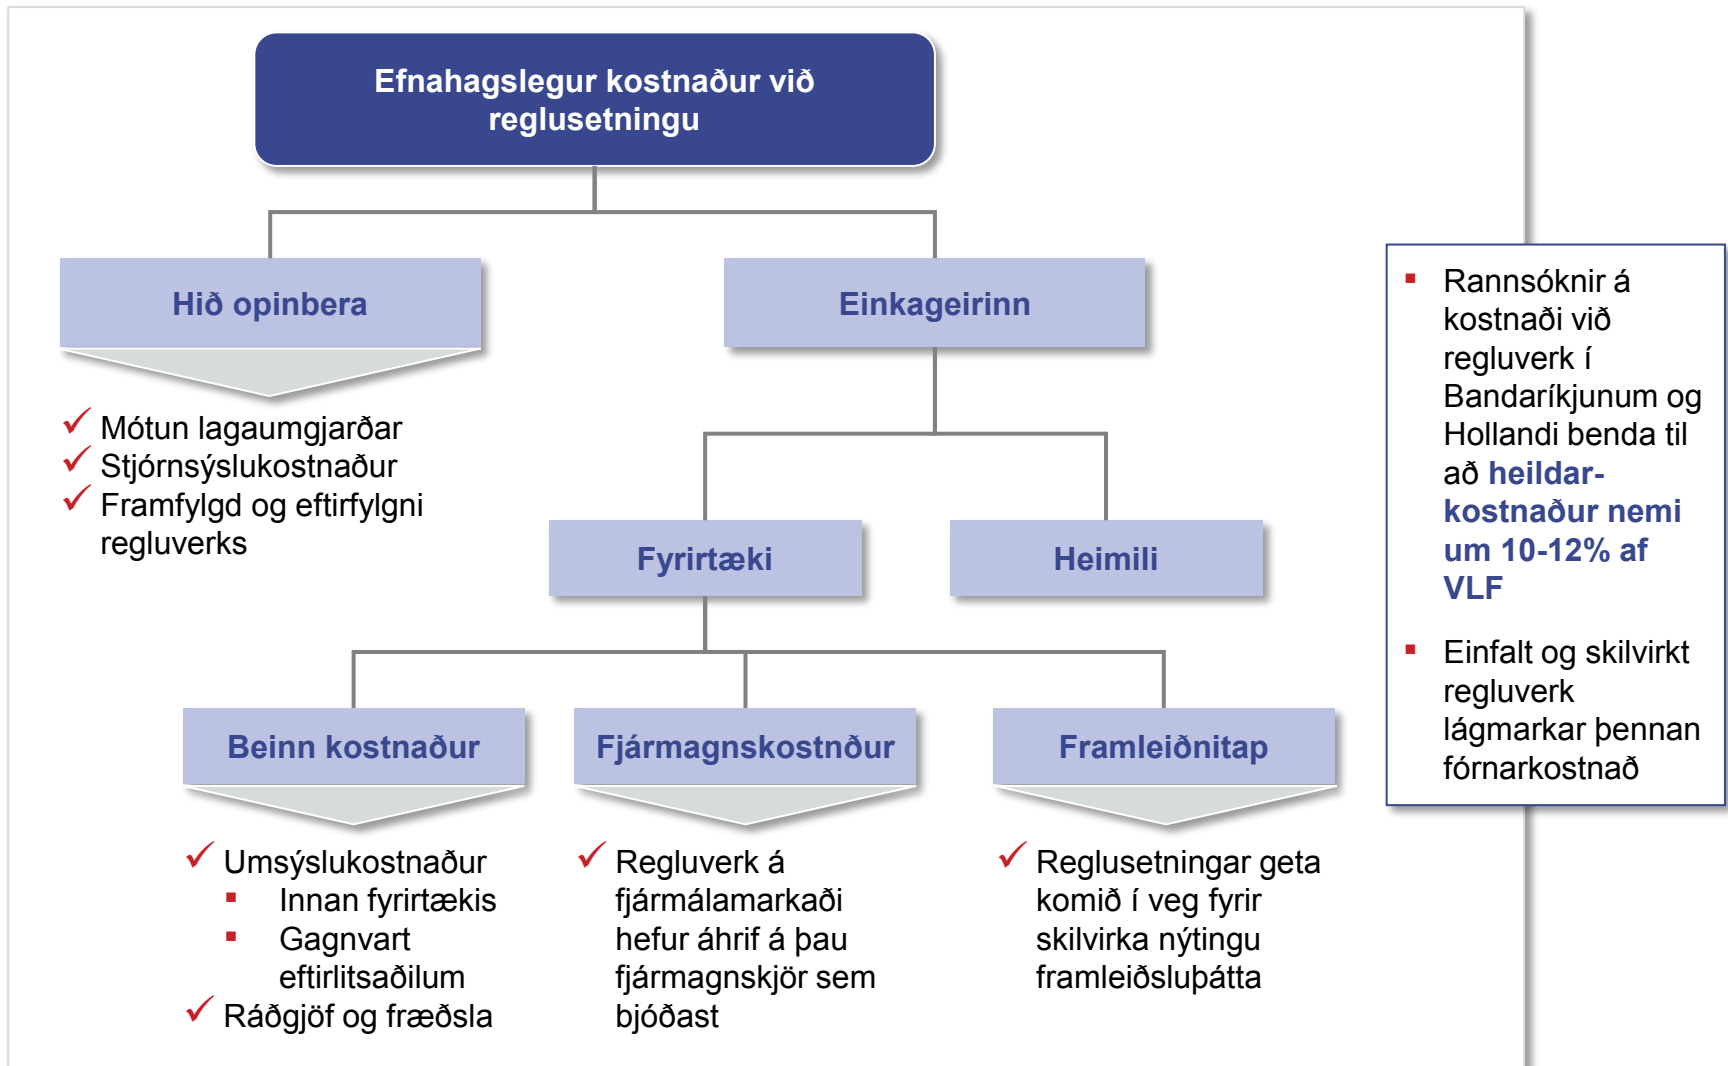 Efnahagslegur kostnaður við
reglusetningu
Hið opinbera
Einkageirinn
Mótun lagaumgjarðar
Stjórnsýslukostnaður
Framfylgd og eftirfylgni
regluverks
Fyrirtæki
Heimili
Beinn kostnaður
Fjármagnskostnður
Framleiðnitap
Umsýslukostnaður
Innan fyrirtækis
Gagnvart
eftirlitsaðilum
Ráðgjöf og fræðsla
Regluverk á
fjármálamarkaði
hefur áhrif á þau
fjármagnskjör sem
bjóðast
Reglusetningar geta
komið í veg fyrir
skilvirka nýtingu
framleiðsluþátta
Rannsóknir á
kostnaði við
regluverk í
Bandaríkjunum og
Hollandi benda til
að heildar-
kostnaður nemi
um 10-12% af
VLF
Einfalt og skilvirkt
regluverk
lágmarkar þennan
fórnarkostnað